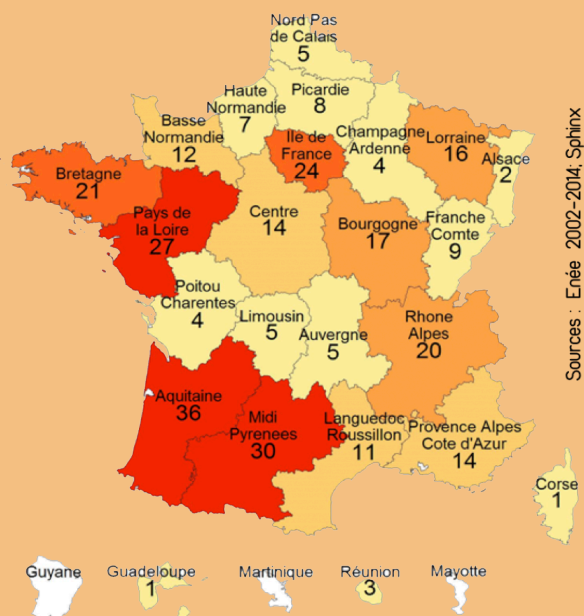 Nord Pas
de Calais
5
Haute
Normandie
7
Picardie
8
Basse
Normandie
12
Ile de
France
24
Champagne
Ardenne
4
Lorraine
16
Alsace
2
Bretagne
21
Pays de
la Loire
27
Centre
14
Bourgogne
17
Franche
Comte
9
Poitou
Charentes
4
Limousin
5
Auvergne
5
Rhone
Alpes
20
Aquitaine
36
Midi
Pyrenees
30
Languedoc
Roussillon
11
Provence Alpes
Cote d'Azur
14
Corse
1
Guyane
Guadeloupe
1
Martinique
Réunion
3
Mayotte
Sources : Enée 2002-2014; Sphinx